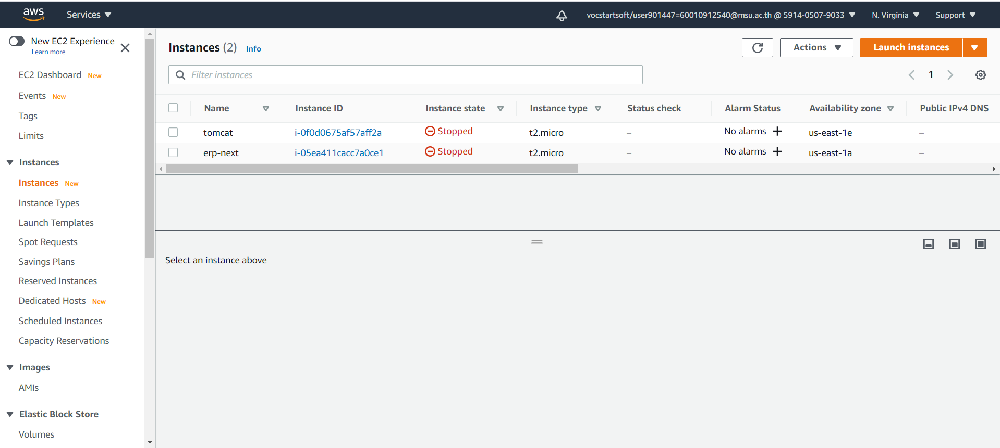 aws
Services
vocstartsoft/user901447=60010912540@msu.ac.th @ 5914-0507-9033
N. Virginia
Support
New EC2 Experience
Learn more
EC2 Dashboard New
Events New
Tags
Limits
Instances
Instances New
Instance Types
Launch Templates
Spot Requests
Savings Plans
Reserved Instances
Dedicated Hosts New
Scheduled Instances
Capacity Reservations
Images
AMIs
Elastic Block Store
Volumes
Instances (2) Info
Actions
Launch instances
Filter instances
1
Name Instance ID Instance state Instance type Status check Alarm Status Availability zone Public IPv4 DNS
tomcat i-0f0d0675af57aff2a Stopped t2.micro – No alarms + us-east-1e –
erp-next i-05ea411cacc7a0ce1 Stopped t2.micro – No alarms + us-east-1a –
Select an instance above